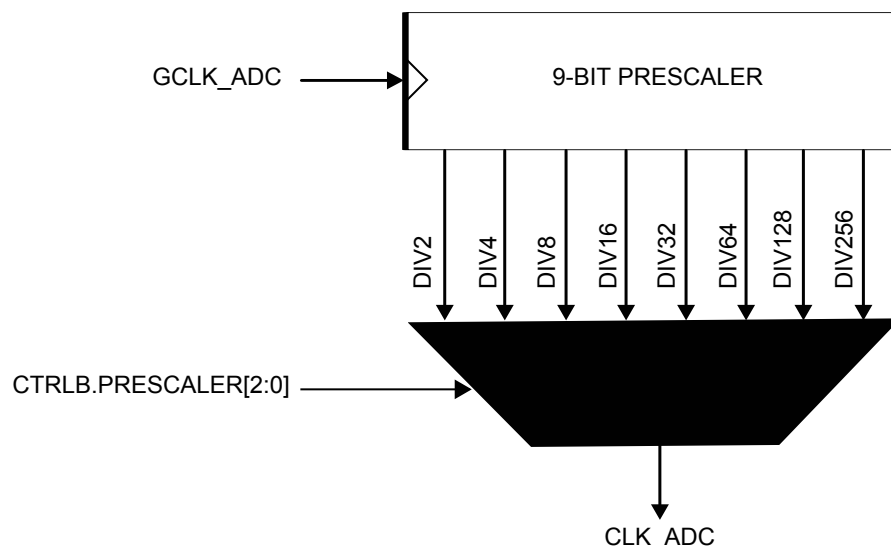 GCLK_ADC
9-BIT PRESCALER
DIV2
DIV4
DIV8
DIV16
DIV32
DIV64
DIV128
DIV256
CTRLB.PRESCALER[2:0]
CLK_ADC